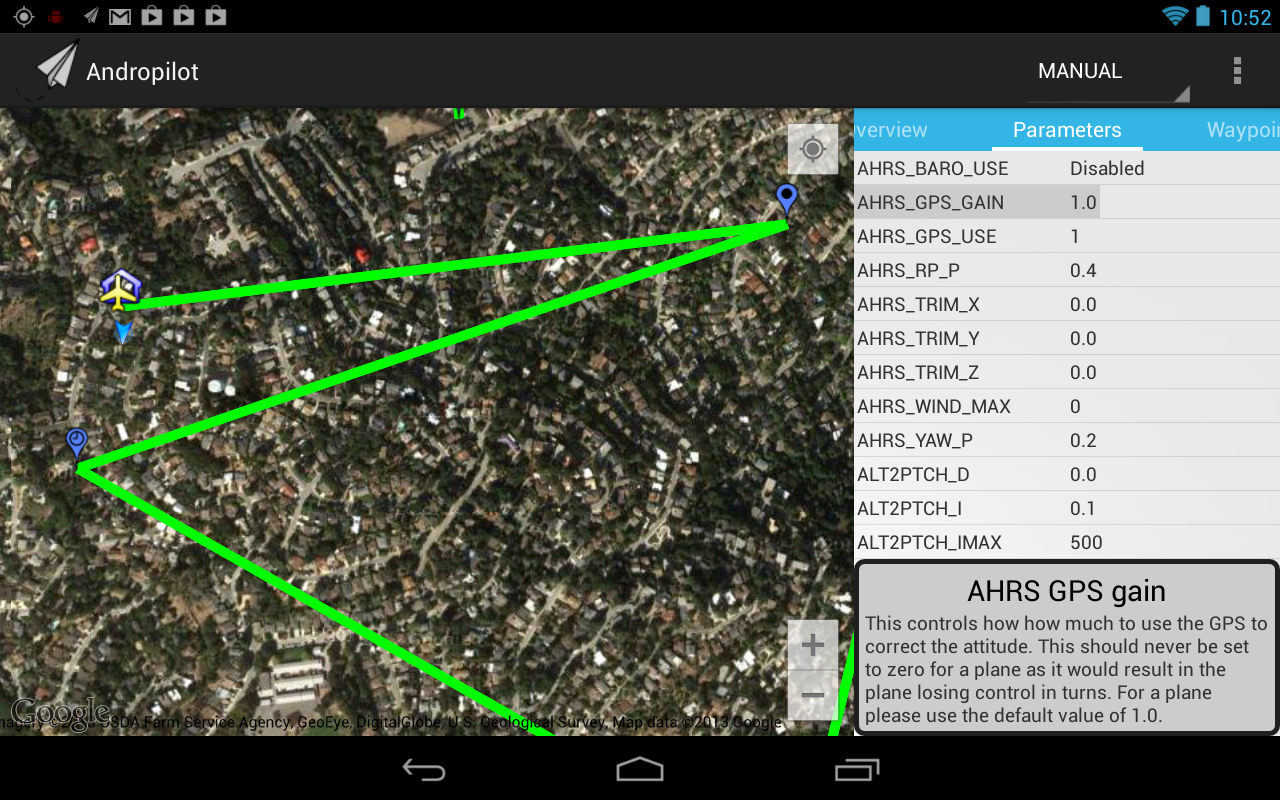 10:52
Andropilot
MANUAL
verview
Parameters
Waypoin
AHRS_BARO_USE Disabled
AHRS_GPS_GAIN 1.0
AHRS_GPS_USE 1
AHRS_RP_P 0.4
AHRS_TRIM_X 0.0
AHRS_TRIM_Y 0.0
AHRS_TRIM_Z 0.0
AHRS_WIND_MAX 0
AHRS_YAW_P 0.2
ALT2PTCH_D 0.0
ALT2PTCH_I 0.1
ALT2PTCH_IMAX 500
AHRS GPS gain
This controls how how much to use the GPS to
correct the attitude. This should never be set
to zero for a plane as it would result in the
plane losing control in turns. For a plane
please use the default value of 1.0.
+
−
Google
USDA Farm Service Agency, GeoEye, DigitalGlobe, U.S. Geological Survey, Map data ©2013 Google